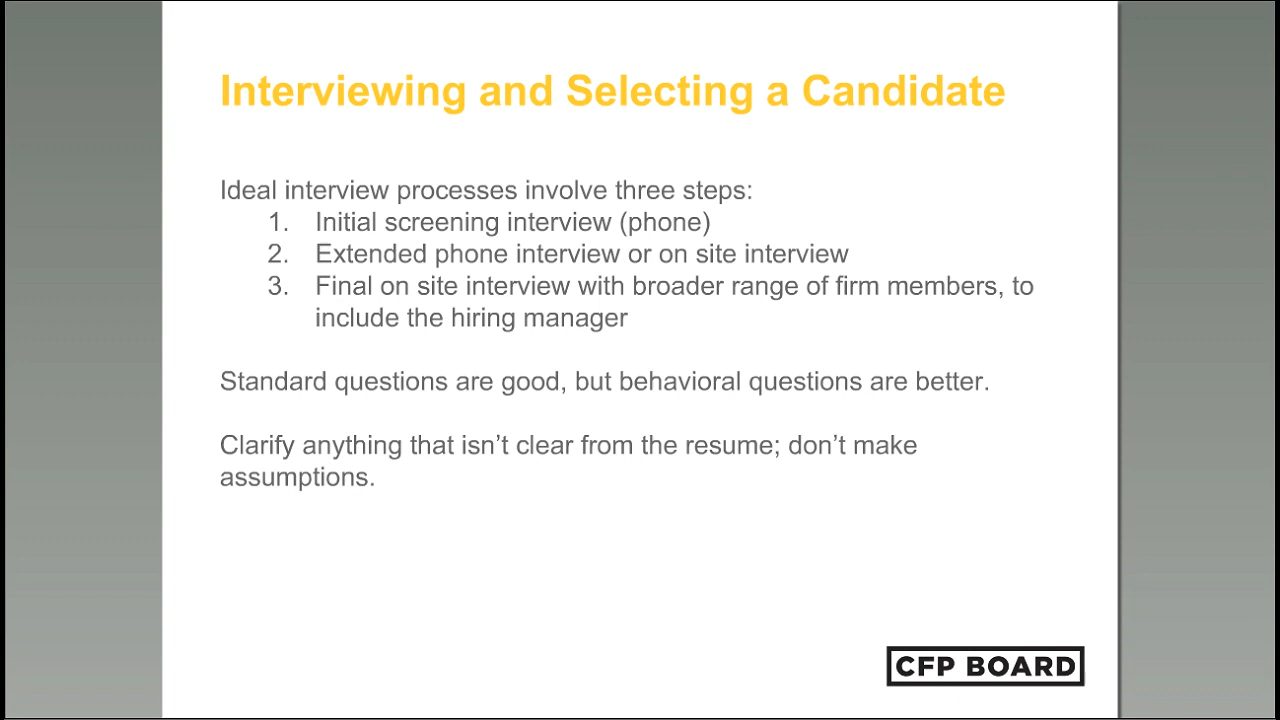 Interviewing and Selecting a Candidate
Ideal interview processes involve three steps:
1. Initial screening interview (phone)
2. Extended phone interview or on site interview
3. Final on site interview with broader range of firm members, to
include the hiring manager
Standard questions are good, but behavioral questions are better.
Clarify anything that isn’t clear from the resume; don’t make
assumptions.
CFP BOARD